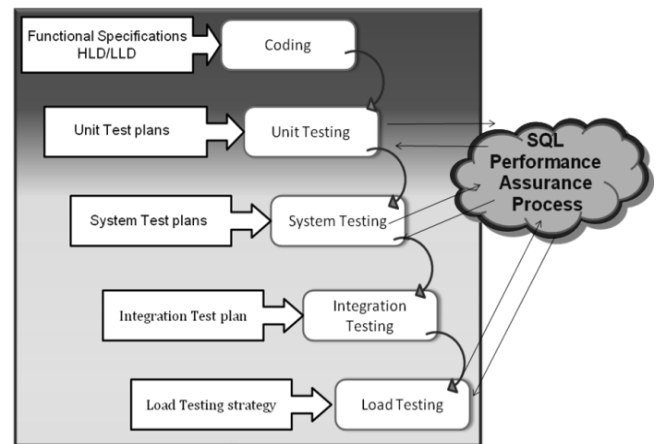 Functional Specifications
HLD/LLD
Coding
Unit Test plans
Unit Testing
SQL
Performance
Assurance
Process
System Test plans
System Testing
Integration Test plan
Integration
Testing
Load Testing strategy
Load Testing